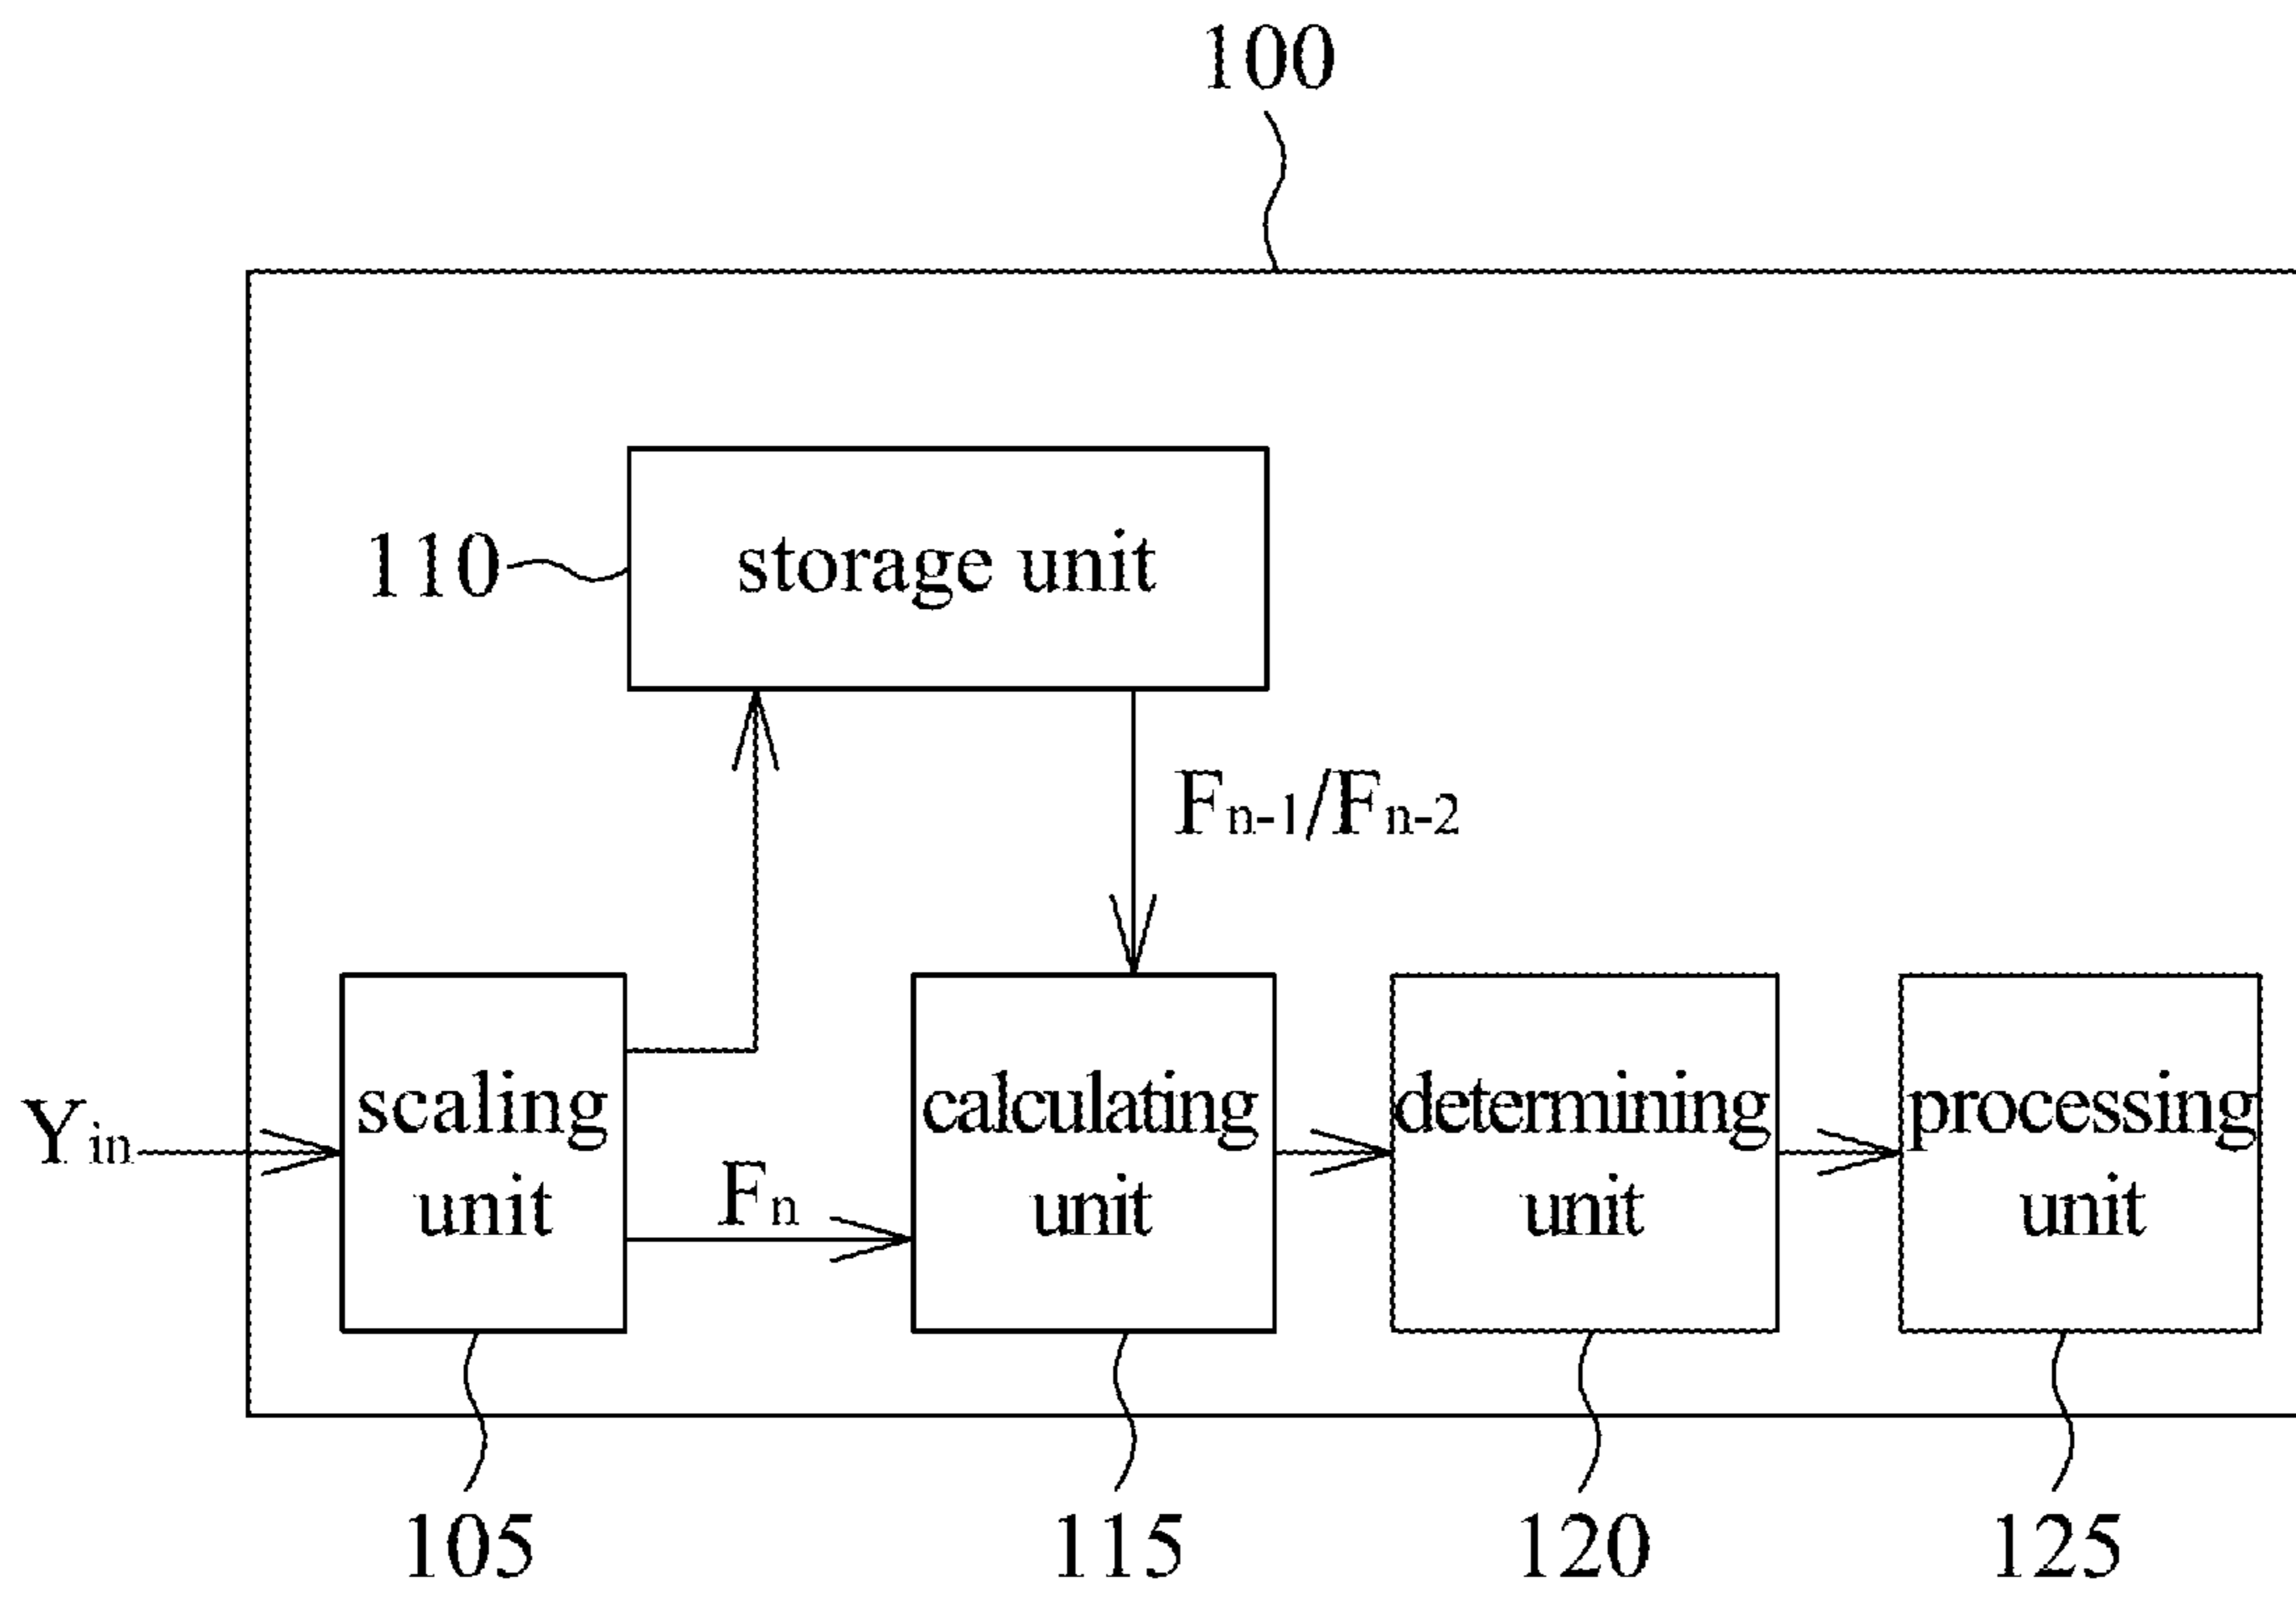 100
110
storage unit
Fn-1/Fn-2
Yin
scaling
unit
Fn
calculating
unit
determining
unit
processing
unit
105
115
120
125